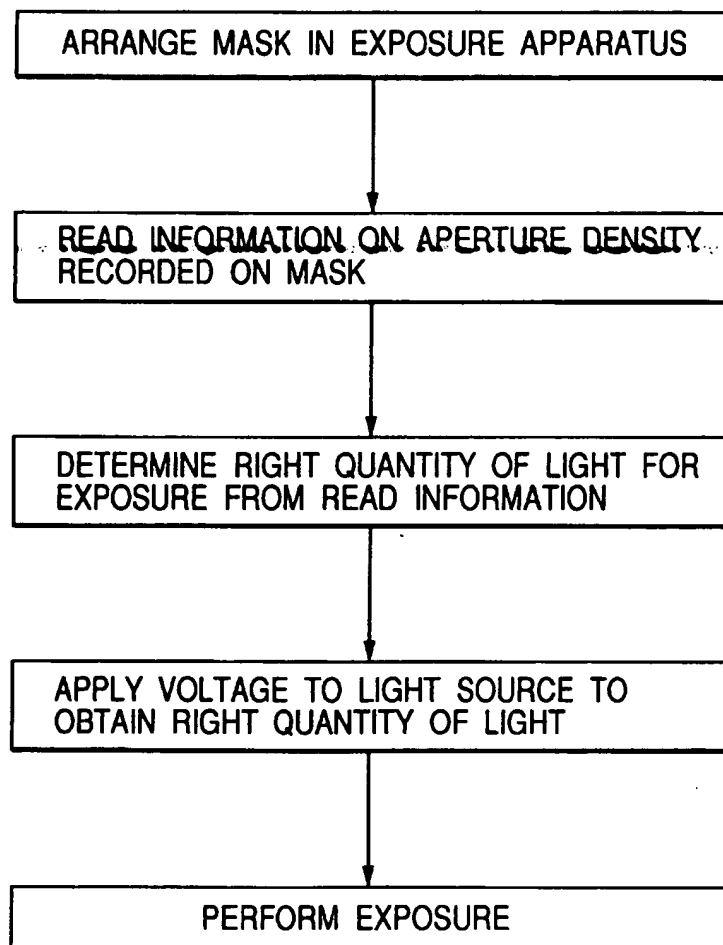 ARRANGE MASK IN EXPOSURE APPARATUS
READ INFORMATION ON APERTURE DENSITY
RECORDED ON MASK
DETERMINE RIGHT QUANTITY OF LIGHT FOR
EXPOSURE FROM READ INFORMATION
APPLY VOLTAGE TO LIGHT SOURCE TO
OBTAIN RIGHT QUANTITY OF LIGHT
PERFORM EXPOSURE